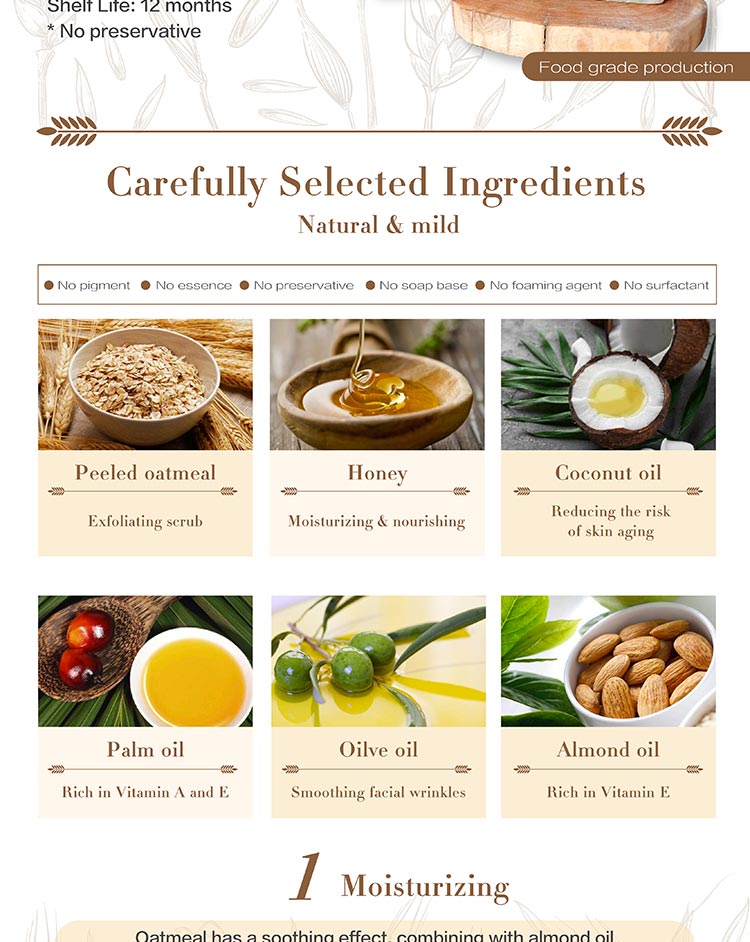 Shelf Life: 12 months
* No preservative
Food grade production
Carefully Selected Ingredients
Natural & mild
● No pigment ● No essence ● No preservative ● No soap base ● No foaming agent ● No surfactant
Peeled oatmeal
Exfoliating scrub
Honey
Moisturizing & nourishing
Coconut oil
Reducing the risk
of skin aging
Palm oil
Rich in Vitamin A and E
Oilve oil
Smoothing facial wrinkles
Almond oil
Rich in Vitamin E
1 Moisturizing
Oatmeal has a soothing effect, combining with almond oil,